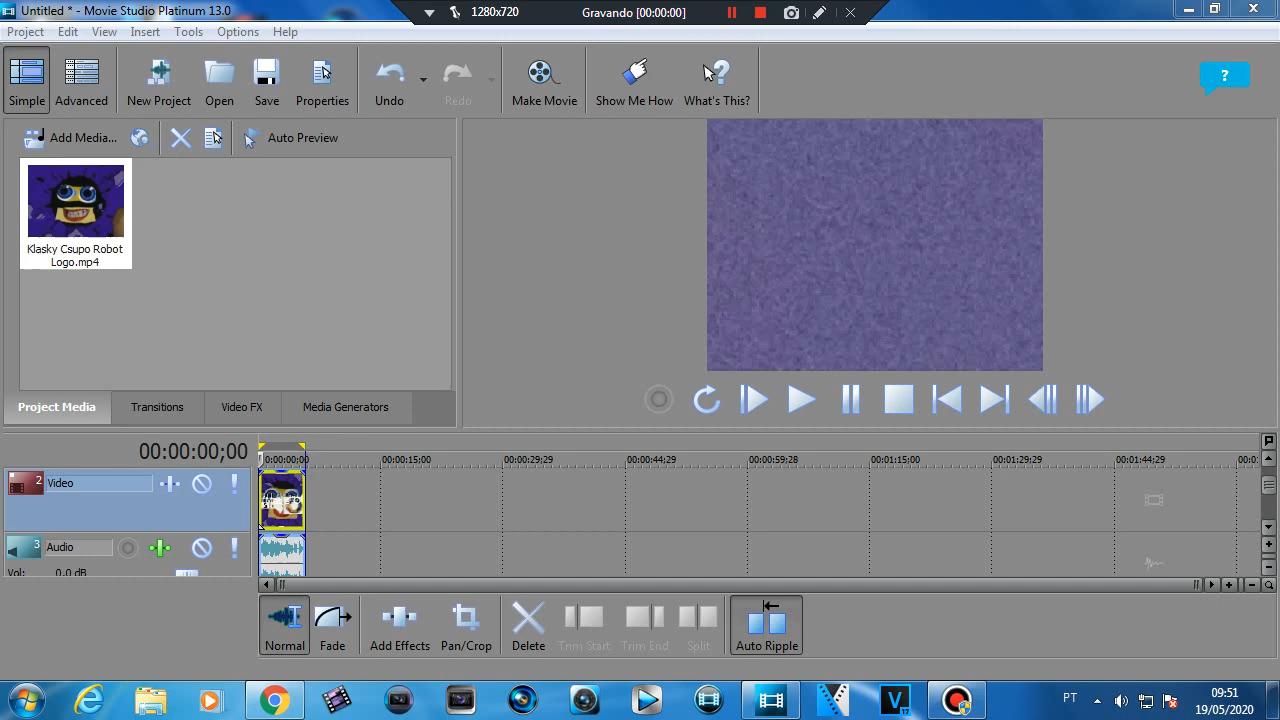 Untitled * - Movie Studio Platinum 13.0
1280x720
Gravando [00:00:00]
Project Edit View Insert Tools Options Help
Simple Advanced New Project Open Save Properties Undo Redo Make Movie Show Me How What's This?
?
Add Media... Auto Preview
Klasky Csupo Robot
Logo.mp4
Project Media Transitions Video FX Media Generators
00:00:00;00
0:00:00;00 00:00:15;00 00:00:29;29 00:00:44;29 00:00:59;28 00:01:15;00 00:01:29;29 00:01:44;29 00:0
2 Video
3 Audio
Vol: 0,0 dB
Normal Fade Add Effects Pan/Crop Delete Trim Start Trim End Split Auto Ripple
V
17
PT
09:51
19/05/2020